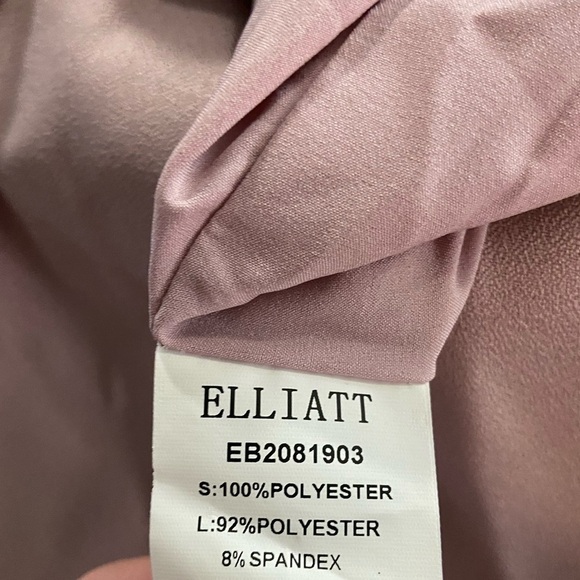 ELLIATT
EB2081903
S:100%POLYESTER
L:92%POLYESTER
8% SPANDEX